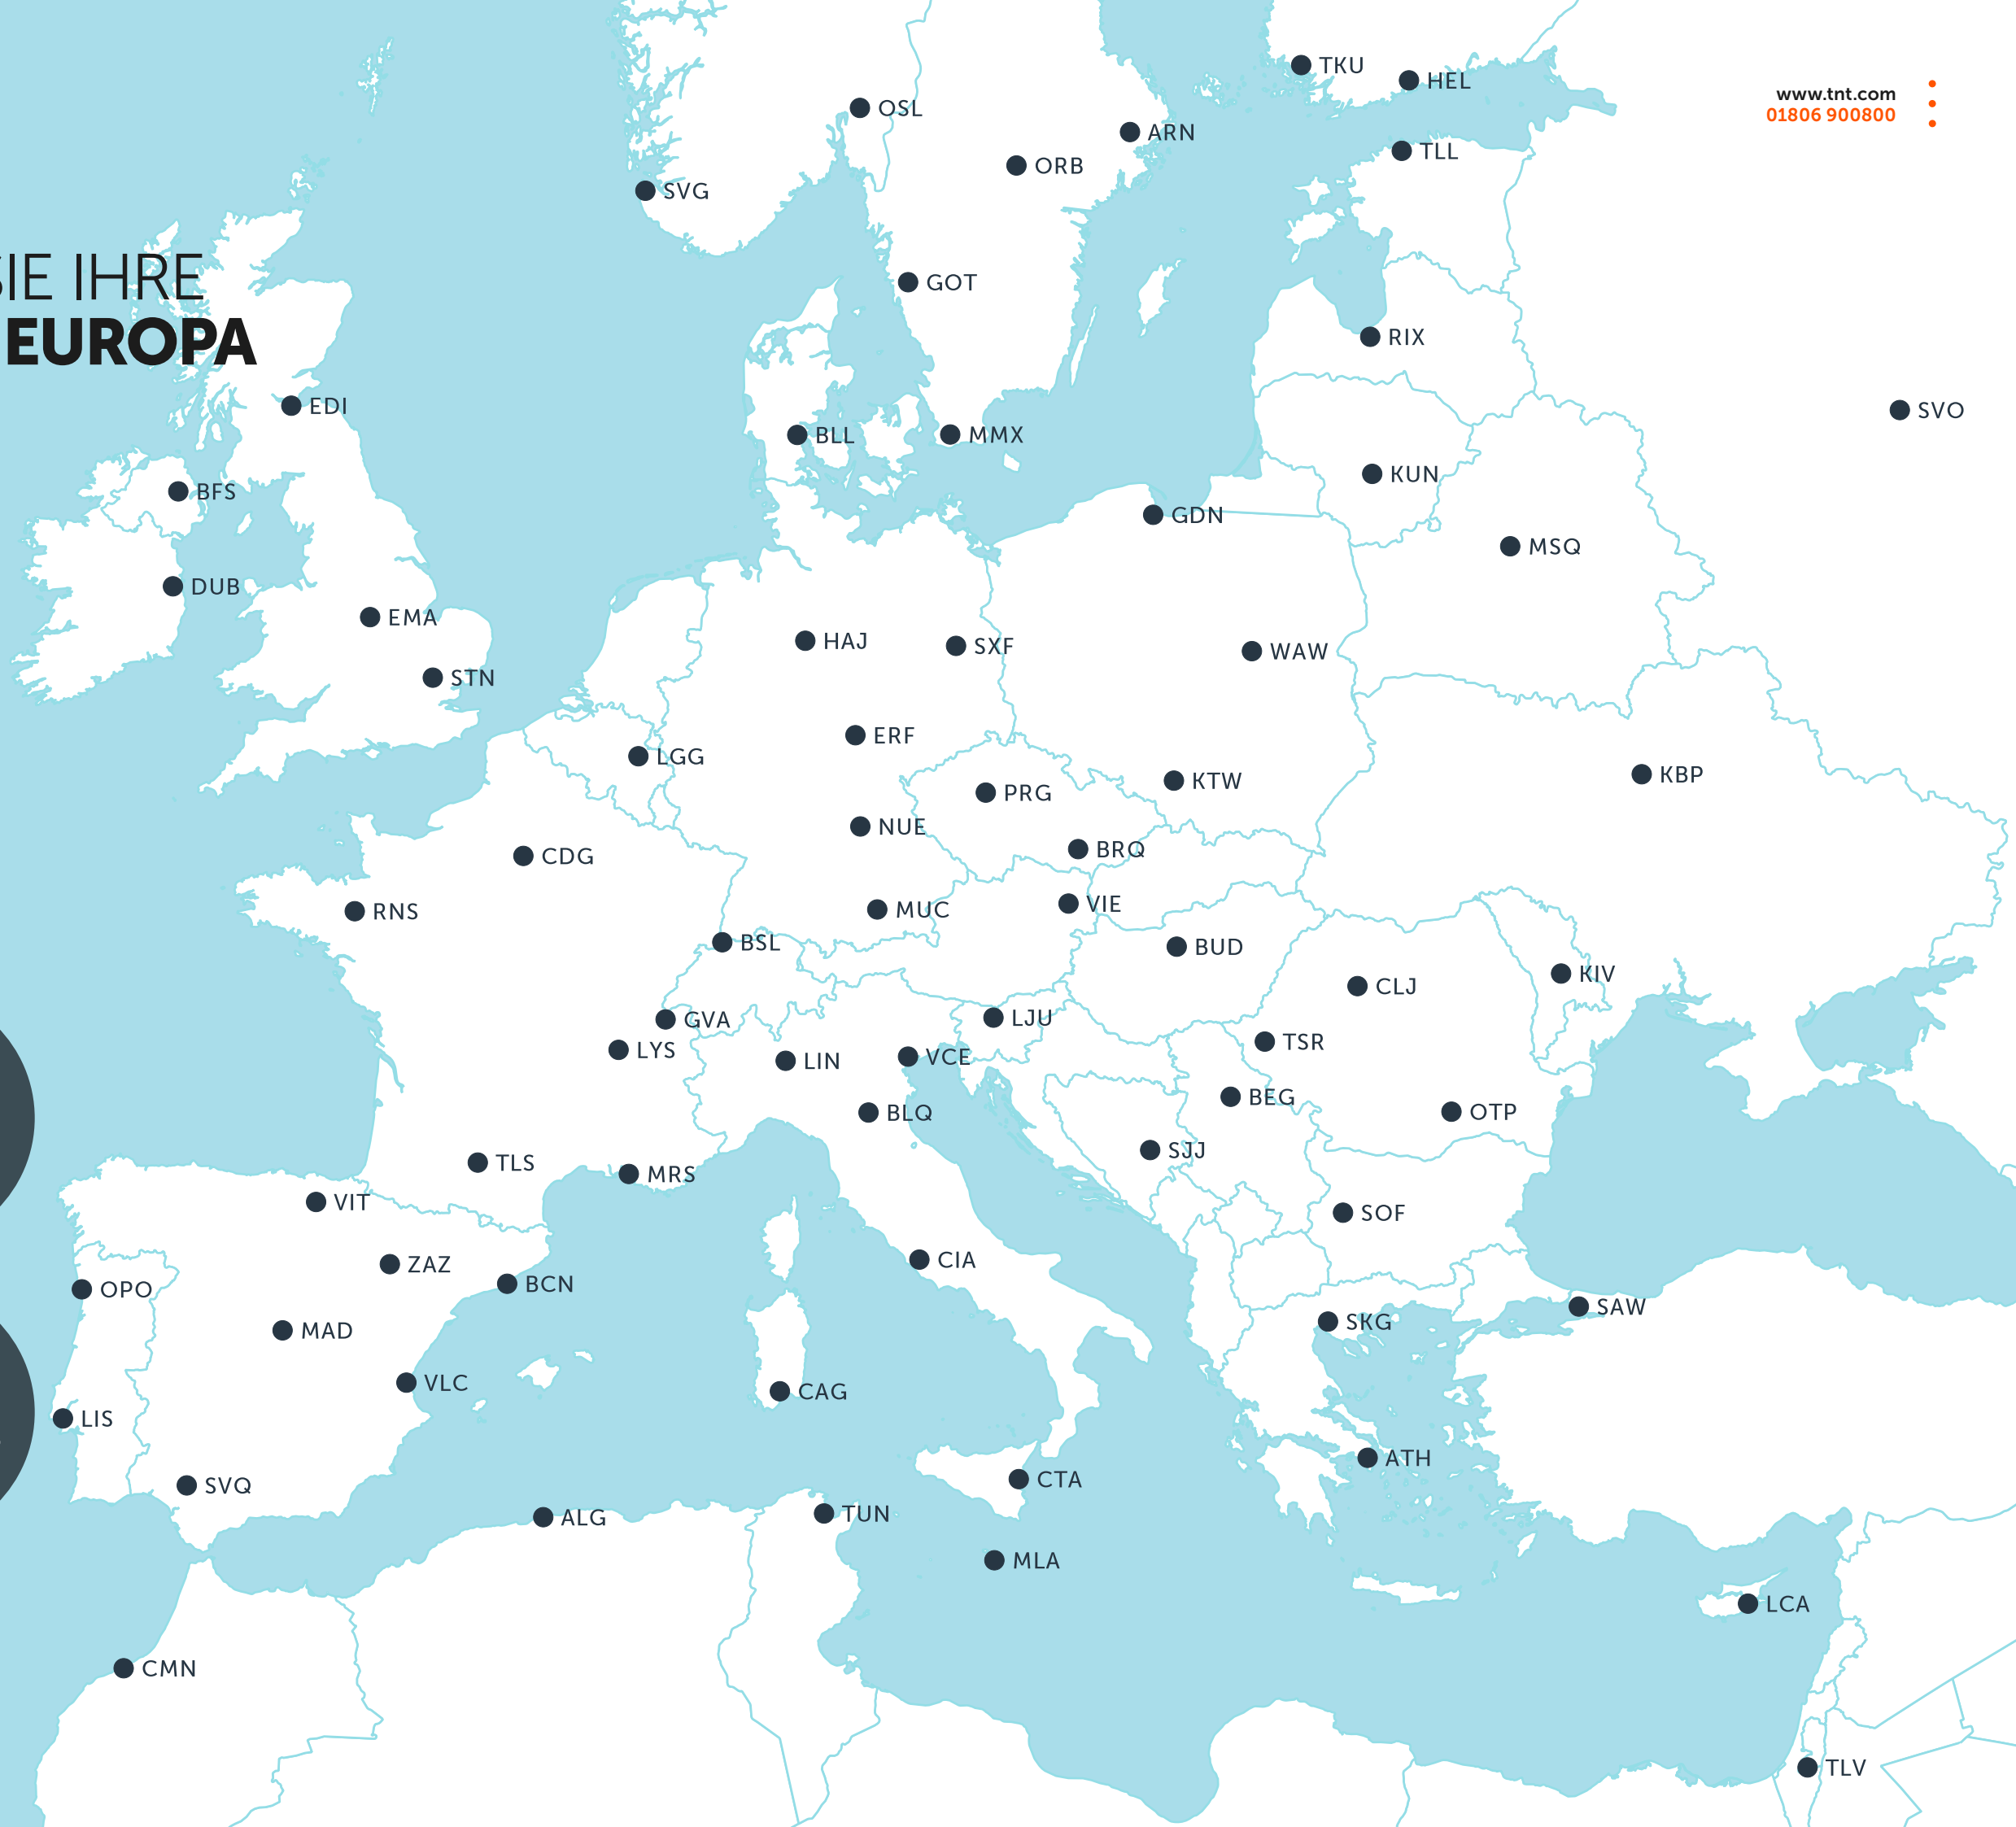 TKU
HEL
www.tnt.com
01806 900800
OSL
ARN
TLL
ORB
SVG
SIE IHRE
GOT
EUROPA
RIX
EDI
SVO
BLL
MMX
KUN
BFS
GDN
MSQ
DUB
EMA
HAJ
SXF
WAW
STN
ERF
LGG
KBP
KTW
PRG
NUE
BRQ
CDG
VIE
MUC
RNS
BSL
BUD
KIV
CLJ
LJU
GVA
TSR
LYS
VCE
LIN
BEG
OTP
BLQ
SJJ
TLS
MRS
VIT
SOF
CIA
ZAZ
BCN
OPO
SAW
SKG
MAD
VLC
CAG
LIS
ATH
CTA
SVQ
TUN
ALG
MLA
LCA
CMN
TLV